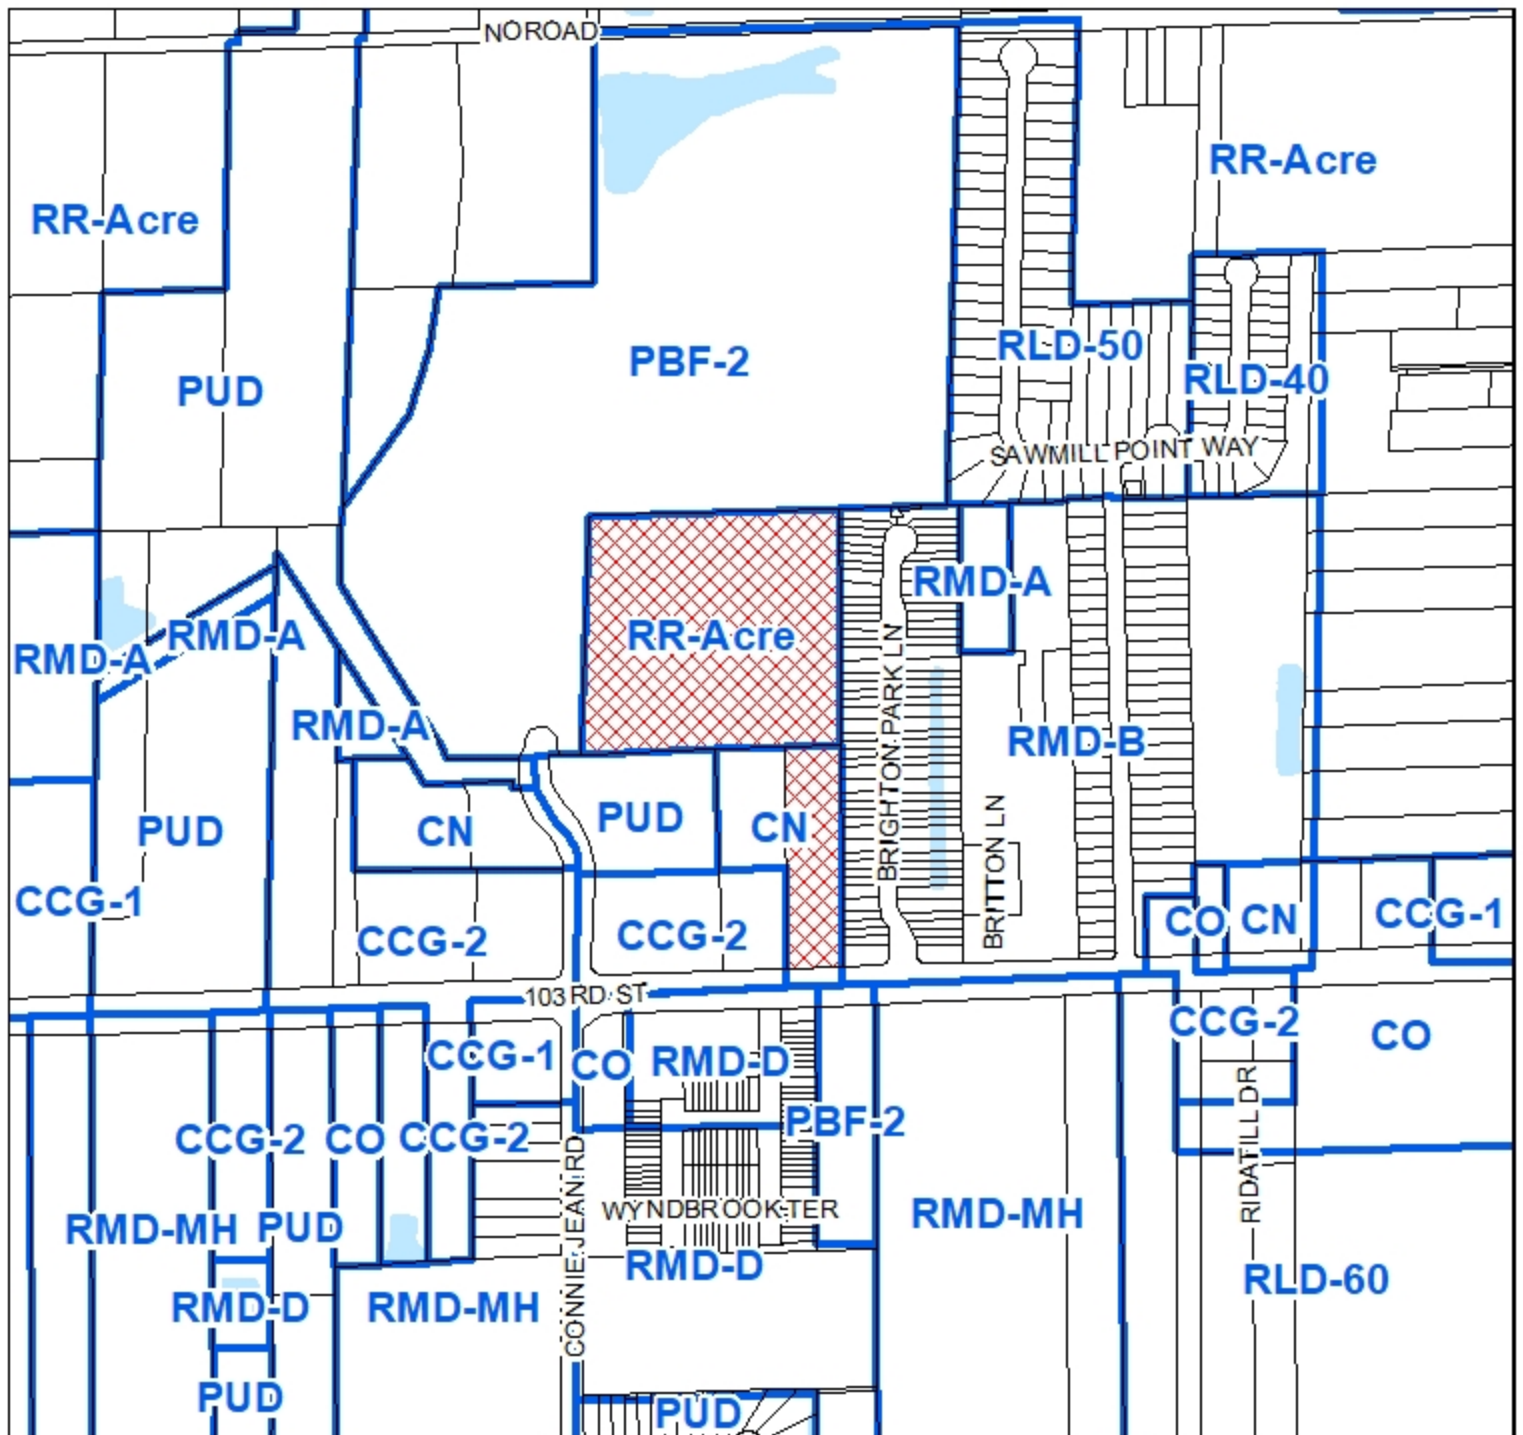 NOROAD
RR-Acre
RR-Acre
RLD-50
PBF-2
RLD-40
PUD
SAWMILL POINT WAY
RMD-A
RMD-A
RR-Acre
RMD-A
BRIGHTON PARK LN
RMD-A
RMD-B
PUD
CN
PUD
CN
BRITTON LN
CCG-1
CCG-2
CCG-2
CO
CN
CCG-1
103 RD ST
CCG-2
CO
CCG-1
CO
RMD-D
PBF-2
CCG-2
CO
CCG-2
RIDATILL DR
CONNIE JEAN RD
WYNDBROOK TER
RMD-MH
RMD-MH
PUD
RMD-D
RLD-60
RMD-D
RMD-MH
PUD
PUD